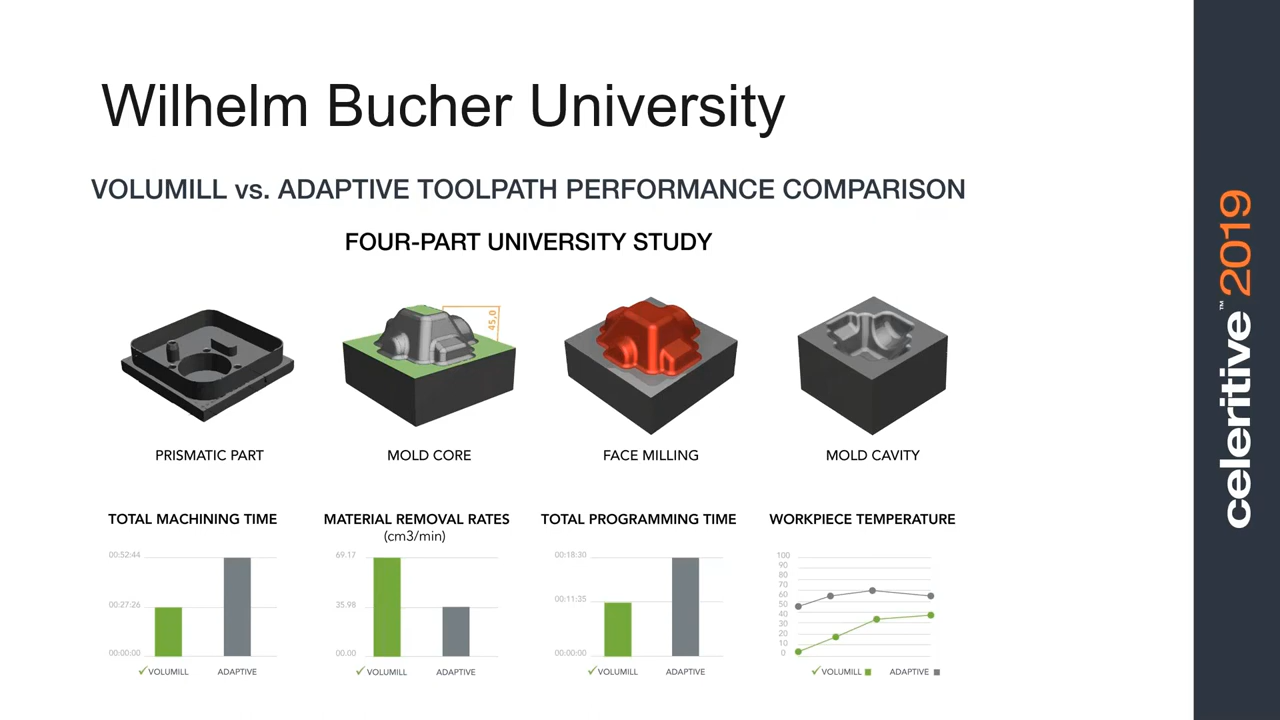 Wilhelm Bucher University
VOLUMILL vs. ADAPTIVE TOOLPATH PERFORMANCE COMPARISON
FOUR-PART UNIVERSITY STUDY
45,0
PRISMATIC PART
MOLD CORE
FACE MILLING
MOLD CAVITY
TOTAL MACHINING TIME
00:52:44
00:27:26
00:00:00
✓VOLUMILL
ADAPTIVE
MATERIAL REMOVAL RATES
(cm3/min)
69.17
35.98
00.00
✓VOLUMILL
ADAPTIVE
TOTAL PROGRAMMING TIME
00:18:30
00:11:35
00:00:00
✓VOLUMILL
ADAPTIVE
WORKPIECE TEMPERATURE
100
90
80
70
60
50
40
30
20
10
0
✓VOLUMILL
ADAPTIVE
celeritive™ 2019